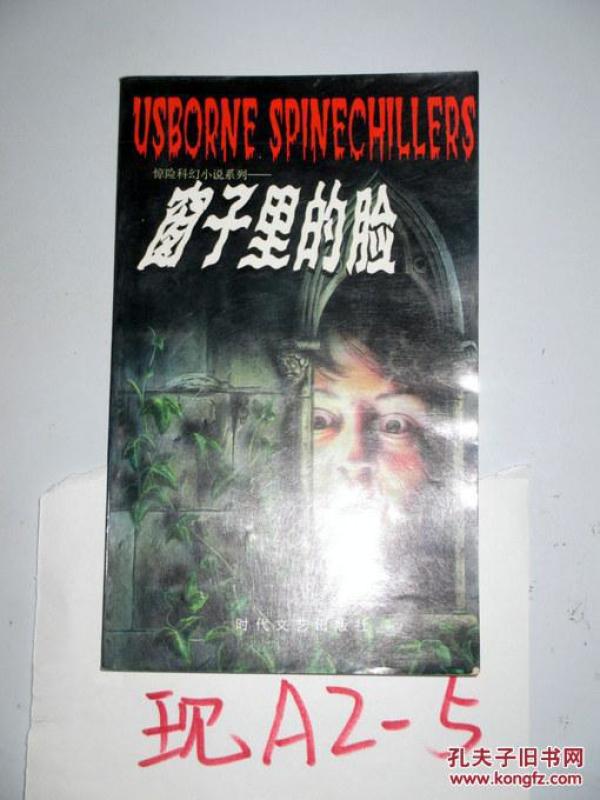 USBORNE SPINECHILLERS
惊险科幻小说系列——
窗子里的脸
时代文艺出版社
现A2-5
孔夫子旧书网
www.kongfz.com